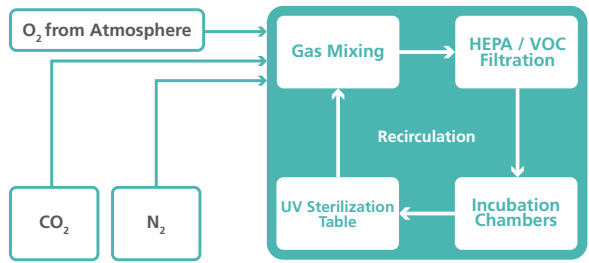 O₂ from Atmosphere
Gas Mixing
HEPA / VOC
Filtration
Recirculation
CO₂
N₂
UV Sterilization
Table
Incubation
Chambers